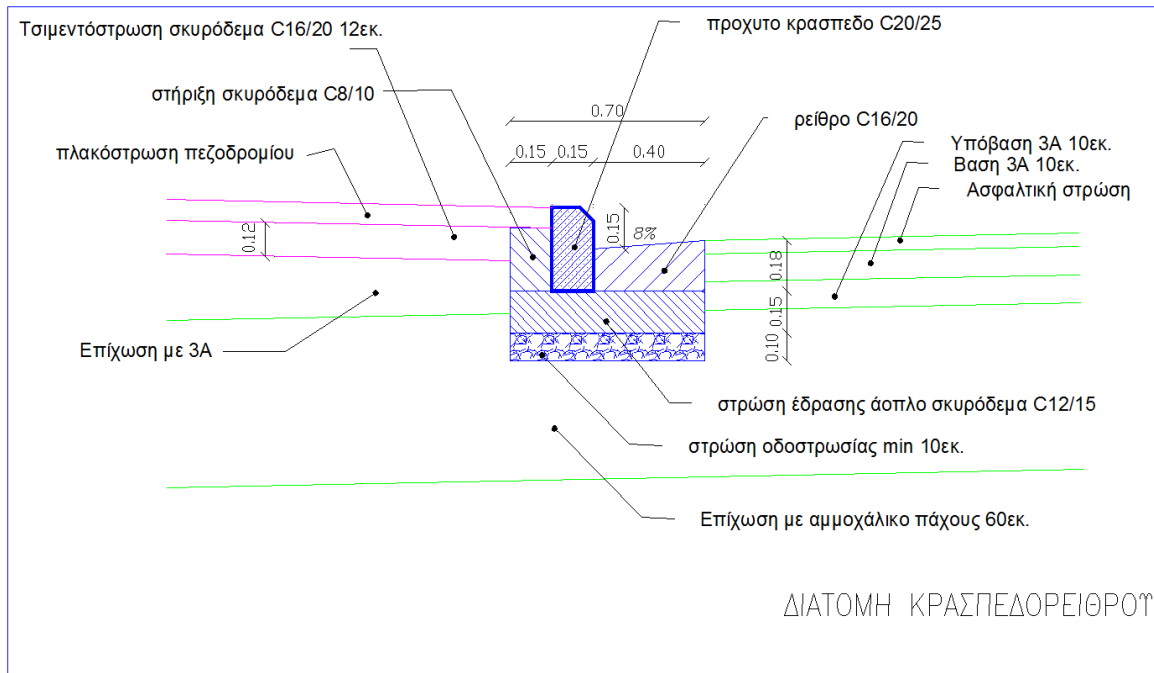 Τσιμεντόστρωση σκυρόδεμα C16/20 12εκ.
προχυτο κρασπεδο C20/25
στήριξη σκυρόδεμα C8/10
0.70
ρείθρο C16/20
πλακόστρωση πεζοδρομίου
0.15 0.15 0.40
Υπόβαση 3Α 10εκ.
Βαση 3Α 10εκ.
Ασφαλτική στρώση
0.12
0.15
8%
0.18
0.15
0.10
Επίχωση με 3Α
στρώση έδρασης άοπλο σκυρόδεμα C12/15
στρώση οδοστρωσίας min 10εκ.
Επίχωση με αμμοχάλικο πάχους 60εκ.
ΔΙΑΤΟΜΗ ΚΡΑΣΠΕΔΟΡΕΙΘΡΟΥ